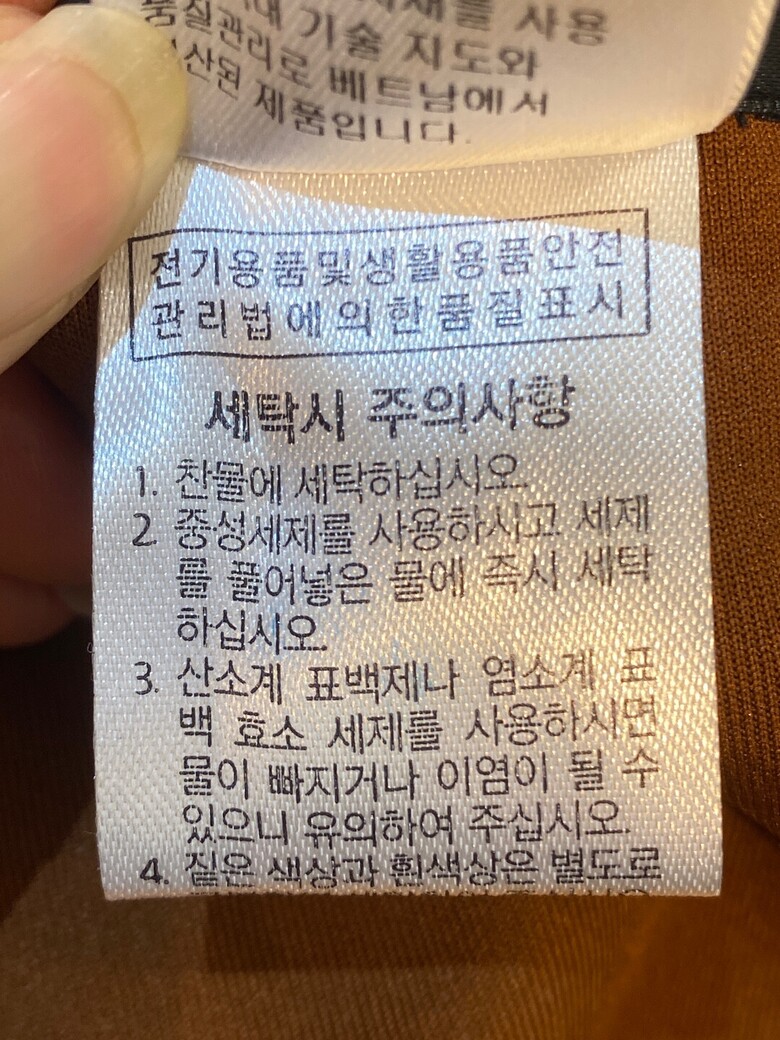 사용
기술 지도와
품질관리로 베트남에서
제품입니다.
전기용품및생활용품안전
관리법에의한품질표시
세탁시 주의사항
1. 찬물에 세탁하십시오.
2 중성세제를 사용하시고 세제
를 풀어넣은 물에 즉시 세탁
하십시오.
3. 산소계 표백제나 염소계 표
백 효소 세제를 사용하시면
물이 빠지거나 이염이 될 수
있으니 유의하여 주십시오.
4. 짙은 색상과 흰색상은 별도로